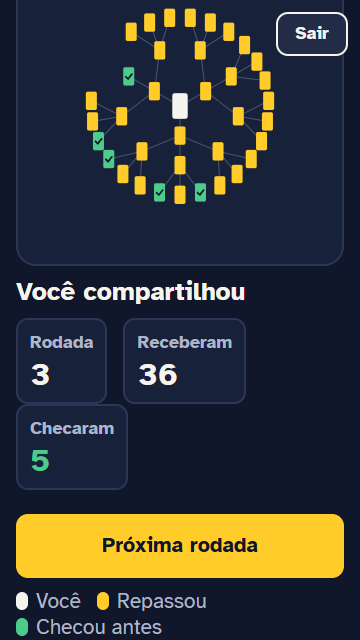 Sair
Você compartilhou
Rodada
3
Receberam
36
Checaram
5
Próxima rodada
Você
Repassou
Checou antes